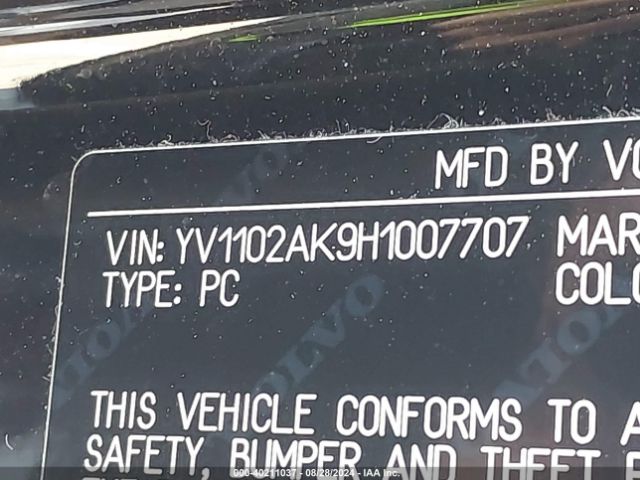 MFD BY VO
VIN: YV1102AK9H1007707 MAR
TYPE: PC COLO
THIS VEHICLE CONFORMS TO A
SAFETY, BUMPER AND THEFT P
VOLVO
000-40211037 - 08/28/2024 - IAA Inc.